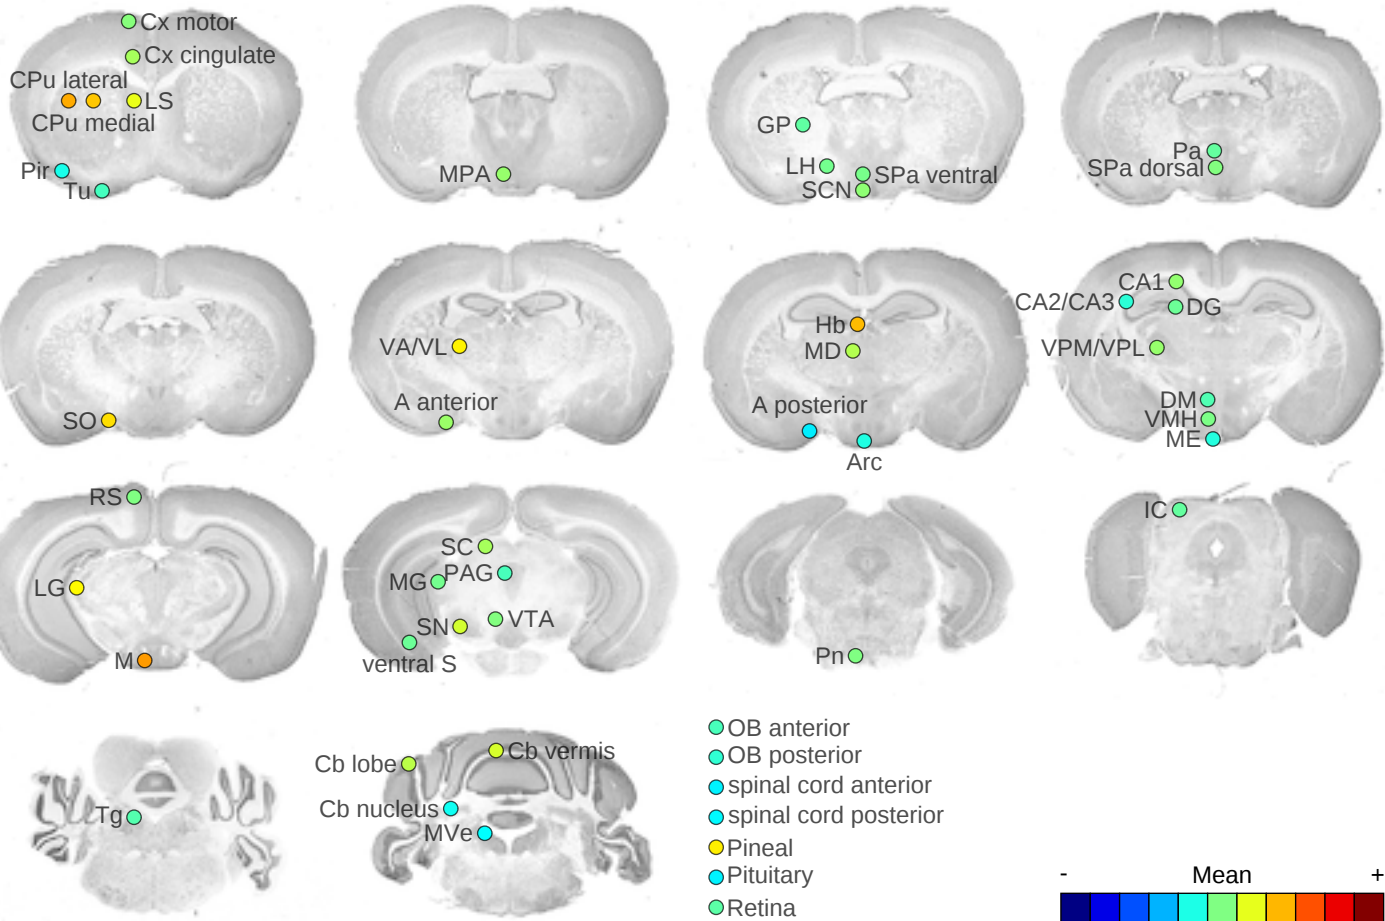 Cx motor
Cx cingulate
CPu lateral
LS
CPu medial
Pir
Tu
MPA
GP
LH
SPa ventral
SCN
Pa
SPa dorsal
SO
VA/VL
A anterior
Hb
MD
A posterior
Arc
CA1
CA2/CA3
DG
VPM/VPL
DM
VMH
ME
RS
LG
M
SC
MG
PAG
SN
VTA
ventral S
Pn
IC
Tg
Cb lobe
Cb vermis
Cb nucleus
MVe
OB anterior
OB posterior
spinal cord anterior
spinal cord posterior
Pineal
Pituitary
Retina
- Mean +